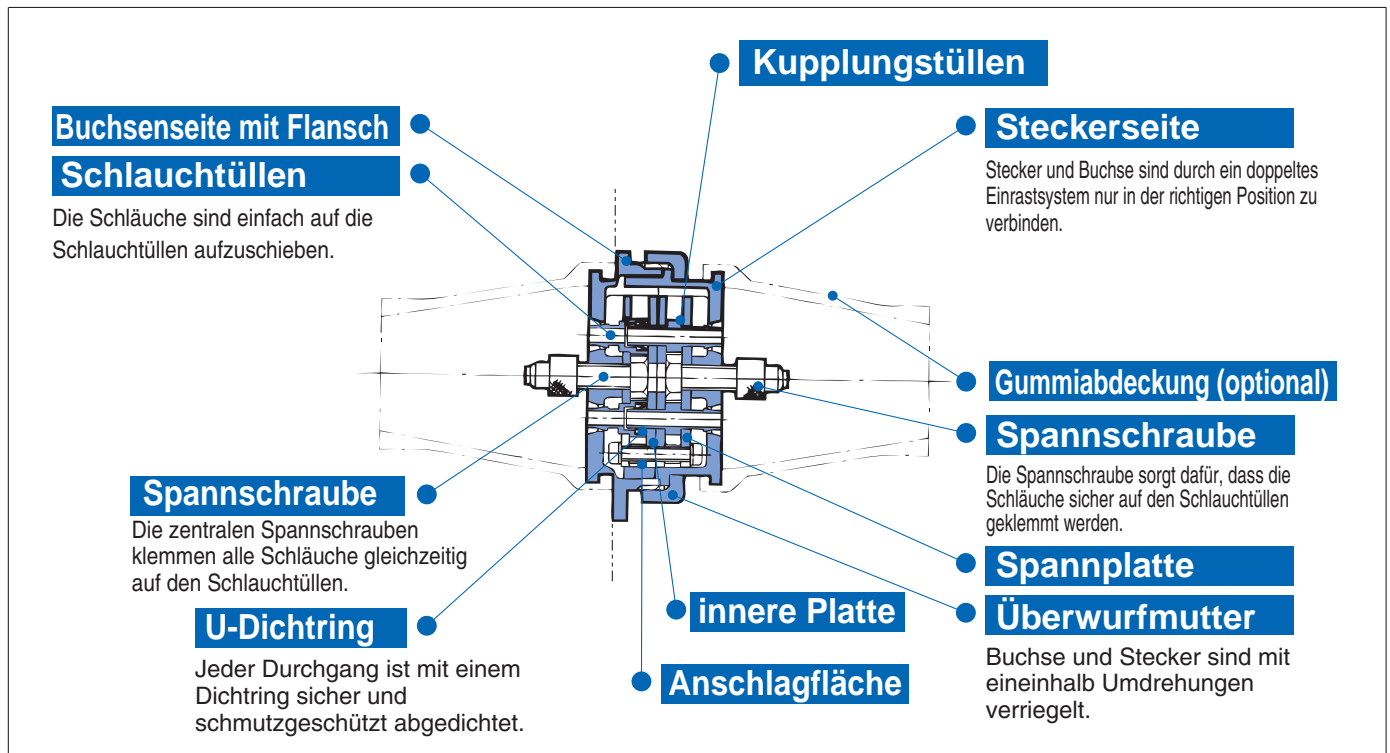 Kupplungstüllen
Buchsenseite mit Flansch
Schlauchtüllen
Die Schläuche sind einfach auf die
Schlauchtüllen aufzuschieben.
Steckerseite
Stecker und Buchse sind durch ein doppeltes
Einrastsystem nur in der richtigen Position zu
verbinden.
Gummiabdeckung (optional)
Spannschraube
Die Spannschraube sorgt dafür, dass die
Schläuche sicher auf den Schlauchtüllen
geklemmt werden.
Spannschraube
Die zentralen Spannschrauben
klemmen alle Schläuche gleichzeitig
auf den Schlauchtüllen.
Spannplatte
U-Dichtring
Jeder Durchgang ist mit einem
Dichtring sicher und
schmutzgeschützt abgedichtet.
innere Platte
Anschlagfläche
Überwurfmutter
Buchse und Stecker sind mit
eineinhalb Umdrehungen
verriegelt.